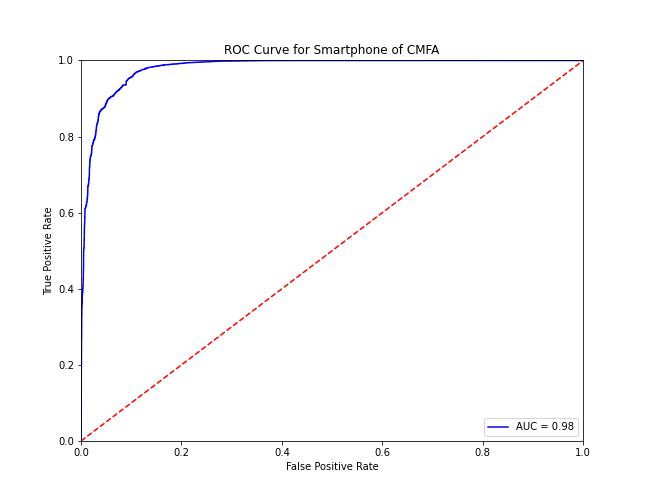 ROC Curve for Smartphone of CMFA
1.0
0.8
0.6
0.4
0.2
0.0
True Positive Rate
0.0 0.2 0.4 0.6 0.8 1.0
False Positive Rate
AUC = 0.98